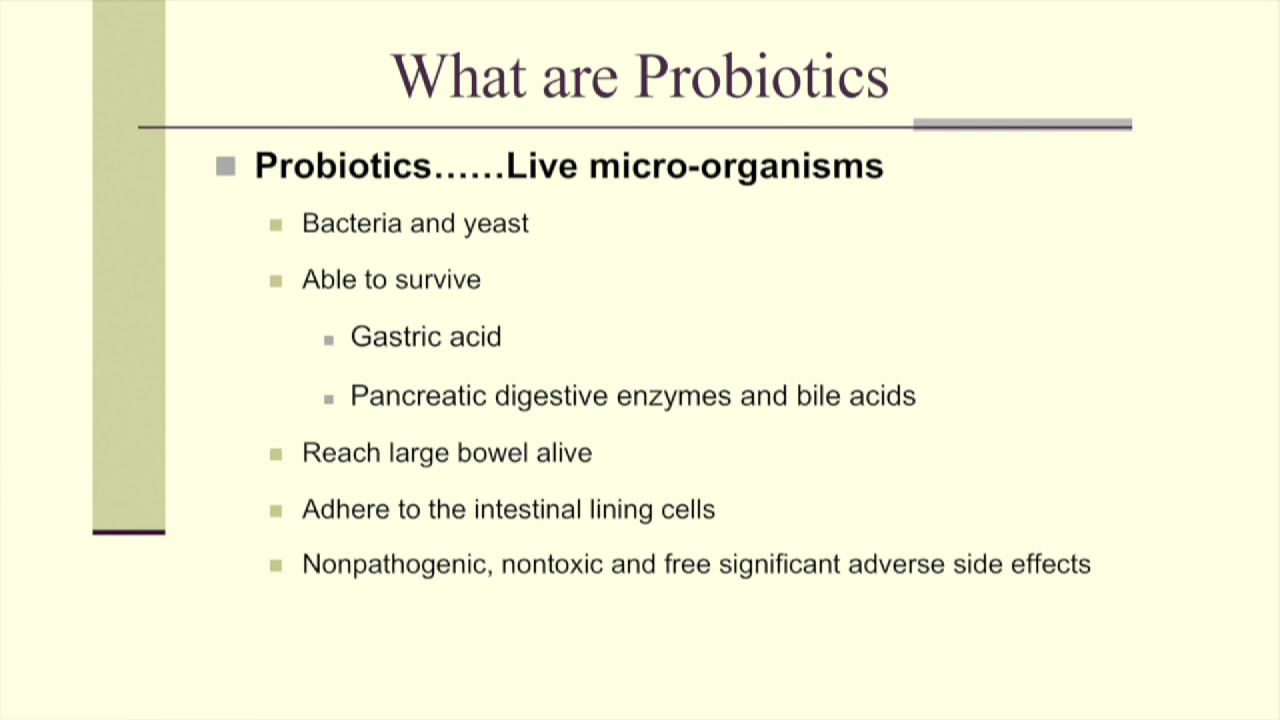 What are Probiotics
Probiotics......Live micro-organisms
Bacteria and yeast
Able to survive
Gastric acid
Pancreatic digestive enzymes and bile acids
Reach large bowel alive
Adhere to the intestinal lining cells
Nonpathogenic, nontoxic and free significant adverse side effects